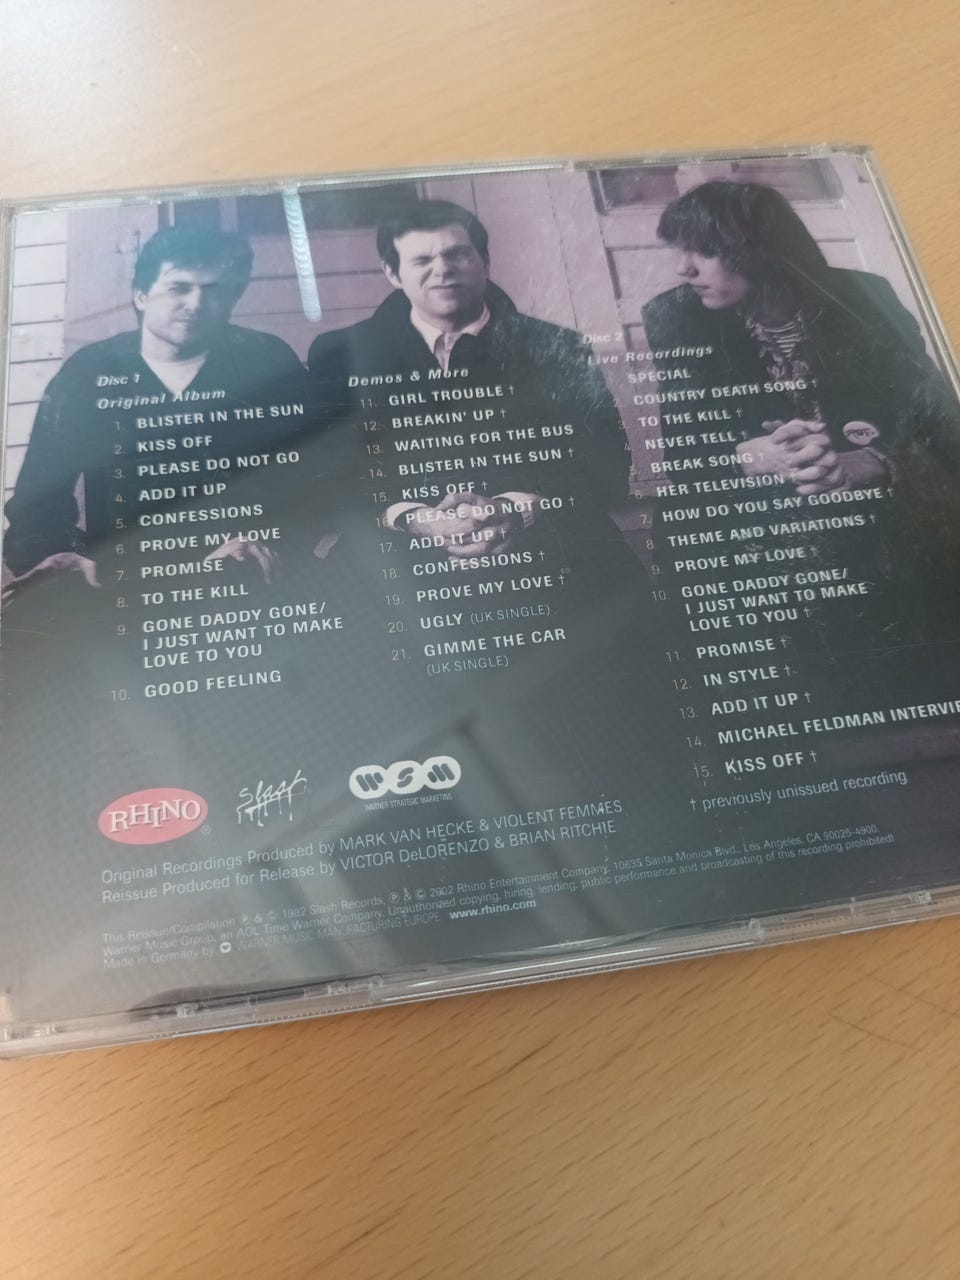 Disc 1
Original Album
1. BLISTER IN THE SUN
2. KISS OFF
3. PLEASE DO NOT GO
4. ADD IT UP
5. CONFESSIONS
6. PROVE MY LOVE
7. PROMISE
8. TO THE KILL
9. GONE DADDY GONE/
I JUST WANT TO MAKE
LOVE TO YOU
10. GOOD FEELING
Demos & More
11. GIRL TROUBLE †
12. BREAKIN' UP †
13. WAITING FOR THE BUS
14. BLISTER IN THE SUN †
15. KISS OFF †
16. PLEASE DO NOT GO †
17. ADD IT UP †
18. CONFESSIONS †
19. PROVE MY LOVE †
20. UGLY (UK SINGLE)
21. GIMME THE CAR
(UK SINGLE)
Disc 2
Live Recordings
SPECIAL
COUNTRY DEATH SONG †
3. TO THE KILL †
4. NEVER TELL †
5. BREAK SONG †
6. HER TELEVISION †
7. HOW DO YOU SAY GOODBYE †
8. THEME AND VARIATIONS †
9. PROVE MY LOVE †
10. GONE DADDY GONE/
I JUST WANT TO MAKE
LOVE TO YOU †
11. PROMISE †
12. IN STYLE †
13. ADD IT UP †
14. MICHAEL FELDMAN INTERVIE
15. KISS OFF †
† previously unissued recording
RHINO ®
Slash
WSM
WARNER STRATEGIC MARKETING
Original Recordings Produced by MARK VAN HECKE & VIOLENT FEMMES
Reissue Produced for Release by VICTOR DeLORENZO & BRIAN RITCHIE
This Reissue/Compilation ℗ & © 1982 Slash Records, ℗ & © 2002 Rhino Entertainment Company, 10635 Santa Monica Blvd., Los Angeles, CA 90025-4900.
Warner Music Group, an AOL Time Warner Company. Unauthorized copying, hiring, lending, public performance and broadcasting of this recording prohibited!
Made in Germany by WARNER MUSIC MANUFACTURING EUROPE www.rhino.com